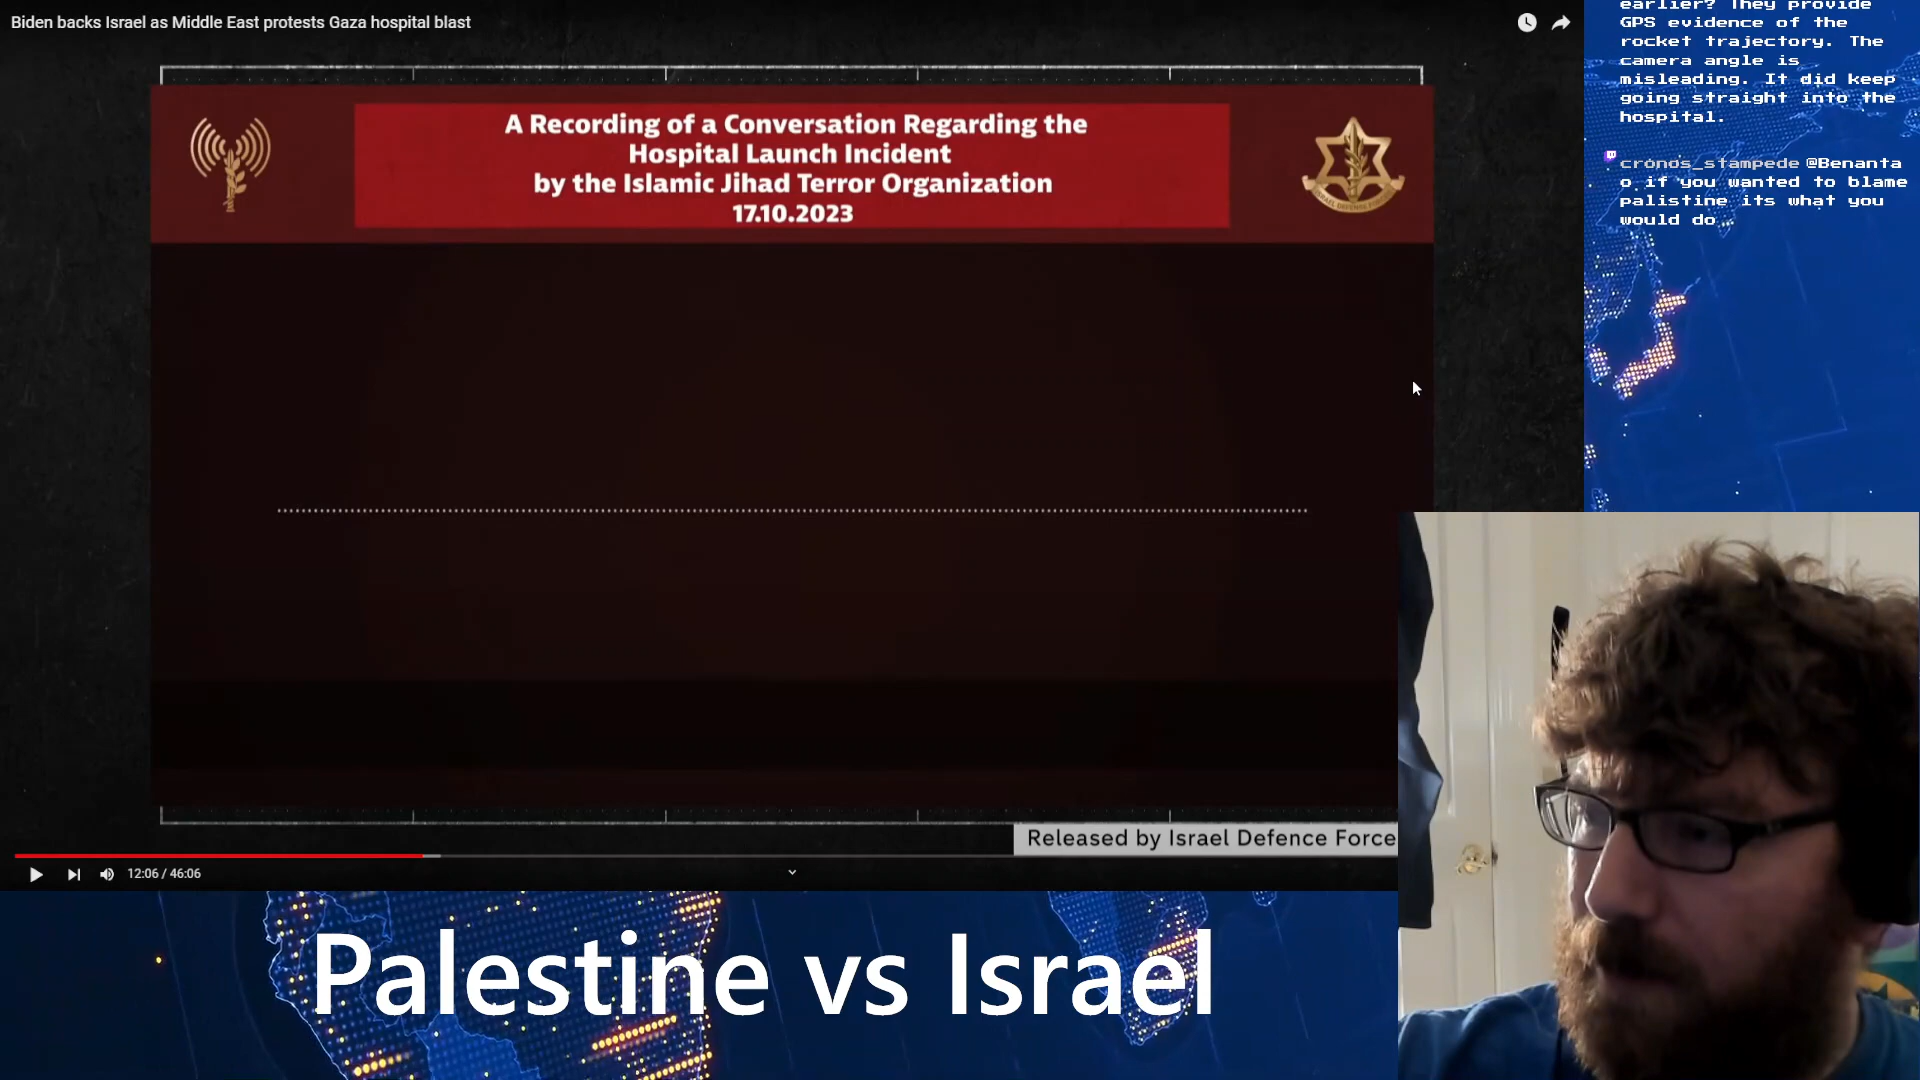 Biden backs Israel as Middle East protests Gaza hospital blast
A Recording of a Conversation Regarding the
Hospital Launch Incident
by the Islamic Jihad Terror Organization
17.10.2023
Released by Israel Defence Force
12:06 / 46:06
earlier? They provide
GPS evidence of the
rocket trajectory. The
camera angle is
misleading. It did keep
going straight into the
hospital.
cronos_stampede @Benanta
o if you wanted to blame
palistine its what you
would do
Palestine vs Israel